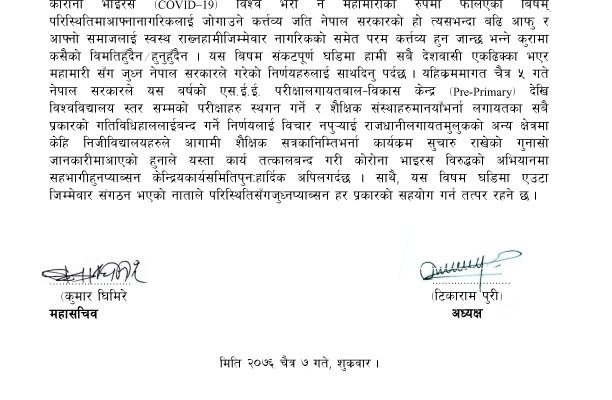 कोरोना भाइरस (COVID–19) विश्व भरी नै महामारीको रुपमा फैलिएको बिषम्
परिस्थितिमाआफ्नानागरिकलाई जोगाउने कर्त्तव्य जति नेपाल सरकारको हो त्यसभन्दा बढि आफू र
आफ्नो समाजलाई स्वस्थ राख्नहामीजिम्मेवार नागरिकको समेत परम कर्त्तव्य हुन जान्छ भन्ने कुरामा
कसैको विमतिहुँदैन/हुनुहुँदैन । यस बिषम संकटपूर्ण घडिमा हामी सबै देशवासी एकढिक्का भएर
महामारी संग जुध्न नेपाल सरकारले गरेको निर्णयहरुलाई साथदिनु पर्दछ । यहिक्रममागत चैत्र ५ गते
नेपाल सरकारले यस बर्षको एस.ई.ई. परीक्षालगायतबाल-विकास केन्द्र (Pre-Primary) देखि
विश्वविद्यालय स्तर सम्मको परीक्षाहरु स्थगन गर्ने र शैक्षिक संस्थाहरुमानयाँभर्ना लगायतका सबै
प्रकारको गतिविधिहाललाईबन्द गर्ने निर्णयलाई विचार नपुर्‍याई राजधानीलगायतमुलुकको अन्य क्षेत्रमा
केहि निजीविद्यालयहरुले आगामी शैक्षिक सत्रकानिम्तिभर्ना कार्यक्रम सुचारु राखेको गुनासो
जानकारीमाआएको हुनाले यस्ता कार्य तत्कालबन्द गरी कोरोना भाइरस विरुद्धको अभियानमा
सहभागीहुनप्याब्सन केन्द्रियकार्यसमितिपुनःहार्दिक अपिलगर्दछ । साथै, यस विषम घडिमा एउटा
जिम्मेवार संगठन भएको नाताले परिस्थितिसँगजुध्नप्याब्सन हर प्रकारको सहयोग गर्न तत्पर रहने छ ।
(कुमार घिमिरे
(टिकाराम पुरी)
महासचिव
अध्यक्ष
मिति २०७६ चैत्र ७ गते, शुक्रवार ।